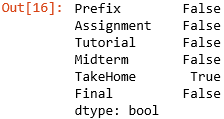 Out[16]: Prefix False
Assignment False
Tutorial False
Midterm False
TakeHome True
Final False
dtype: bool